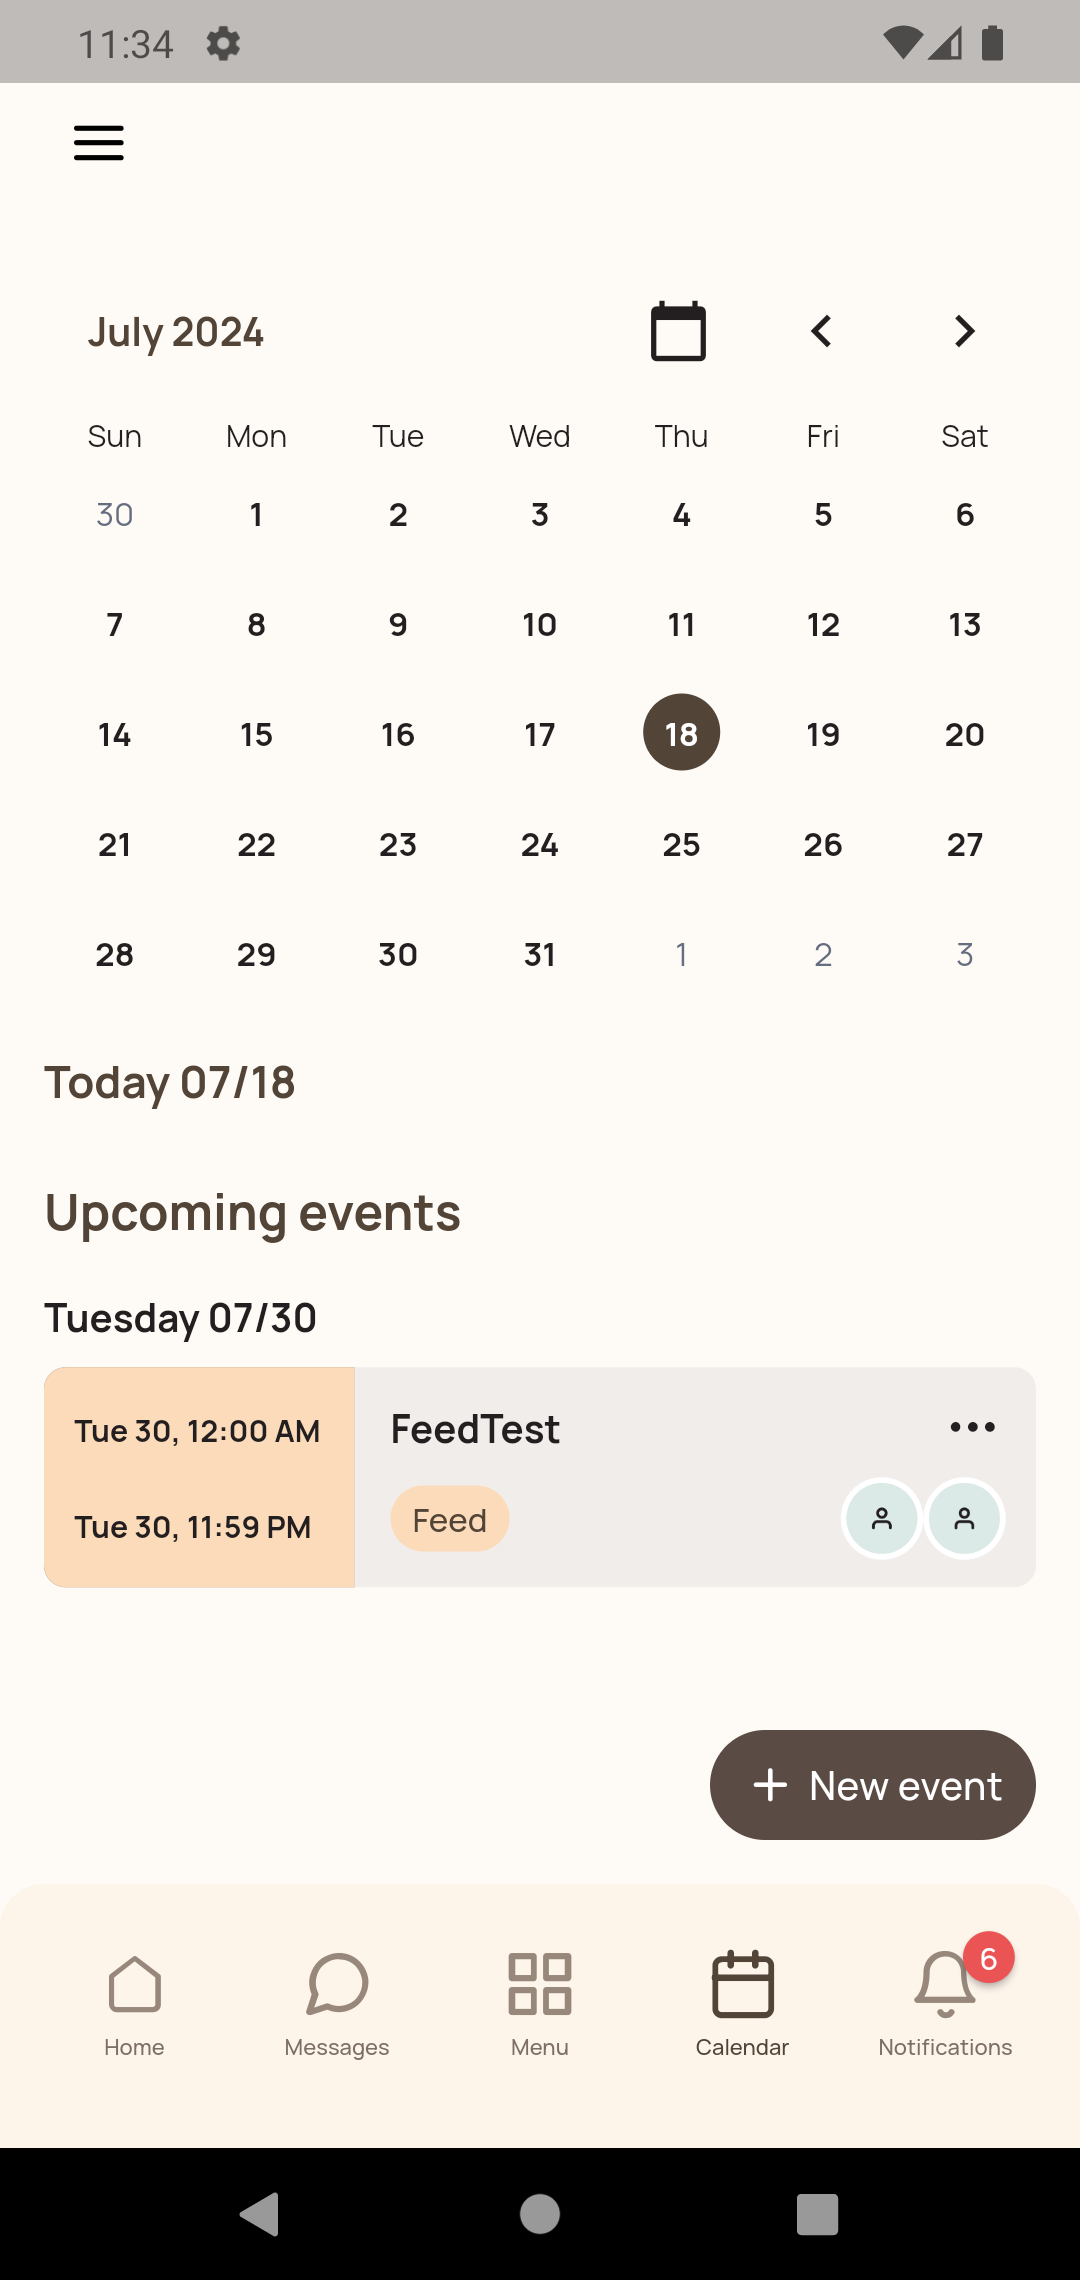 11:34
July 2024
Sun Mon Tue Wed Thu Fri Sat
30 1 2 3 4 5 6
7 8 9 10 11 12 13
14 15 16 17 18 19 20
21 22 23 24 25 26 27
28 29 30 31 1 2 3
Today 07/18
Upcoming events
Tuesday 07/30
Tue 30, 12:00 AM
Tue 30, 11:59 PM
FeedTest
Feed
New event
6
Home Messages Menu Calendar Notifications